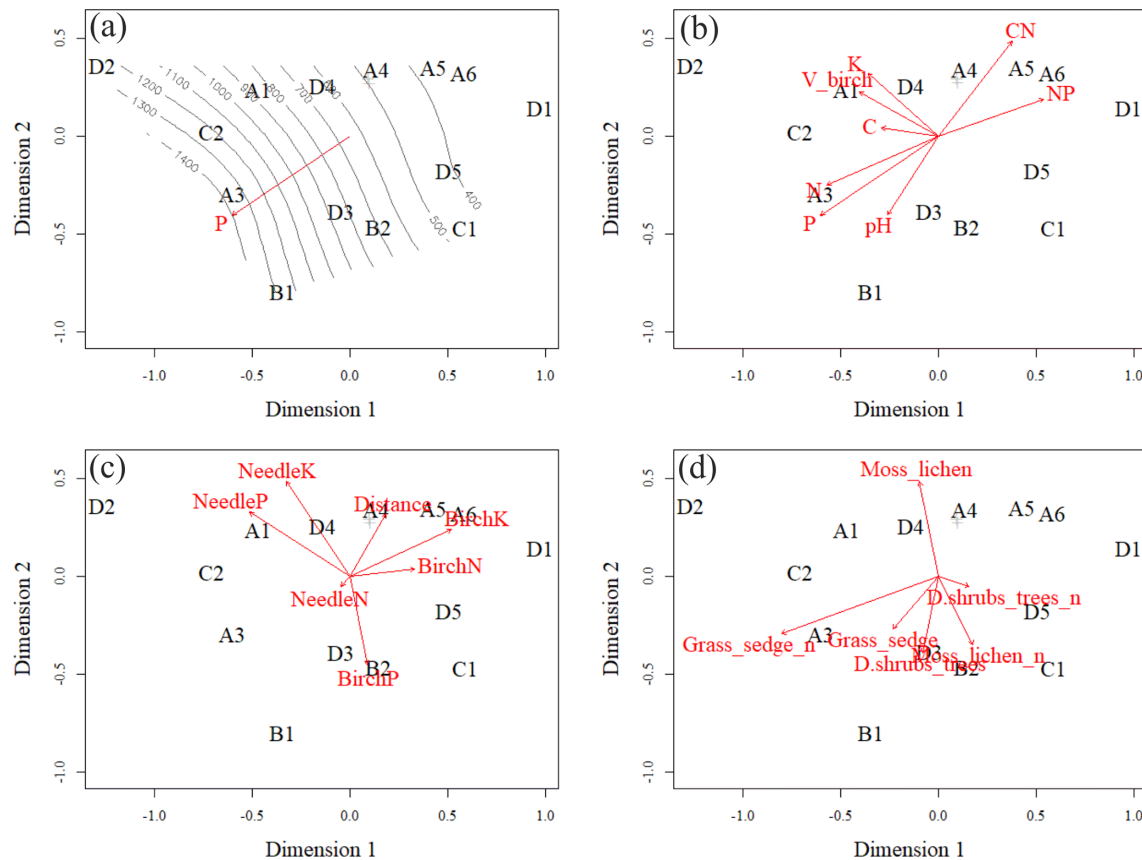 (a)
0.5
0.0
-0.5
-1.0
Dimension 2
D2
1200
1100
1000
900
800
700
1300
1400
400
500
A1
D4
A4
A5
A6
D1
C2
A3
D5
D3
B2
C1
B1
P
-1.0
-0.5
0.0
0.5
1.0
Dimension 1
(b)
0.5
0.0
-0.5
-1.0
Dimension 2
CN
D2
K
A4
A5
A6
V_birch
D4
A1
NP
D1
C2
C
D5
N
A3
P
pH
D3
B2
C1
B1
-1.0
-0.5
0.0
0.5
1.0
Dimension 1
(c)
0.5
0.0
-0.5
-1.0
Dimension 2
NeedleK
NeedleP
D2
Distance
A4
A5
A6
BirchK
A1
D4
D1
C2
BirchN
NeedleN
D5
A3
D3
B2
C1
BirchP
B1
-1.0
-0.5
0.0
0.5
1.0
Dimension 1
(d)
0.5
0.0
-0.5
-1.0
Dimension 2
Moss_lichen
D2
A4
A5
A6
A1
D4
D1
C2
D.shrubs_trees_n
D5
A3
Grass_sedge_n
Grass_sedge
D3
Moss_lichen_n
D.shrubs_trees
B2
C1
B1
-1.0
-0.5
0.0
0.5
1.0
Dimension 1